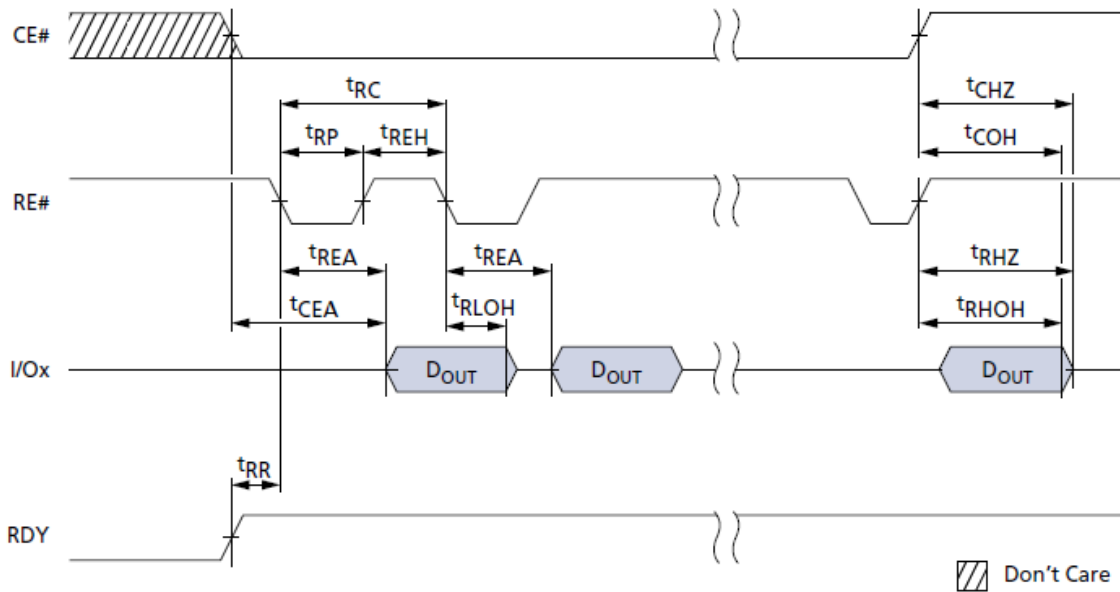 CE#
tRC
tCHZ
tRP
tREH
tCOH
RE#
tREA
tREA
tRHZ
tCEA
tRLOH
tRHOH
I/Ox
DOUT
DOUT
DOUT
tRR
RDY
Don't Care